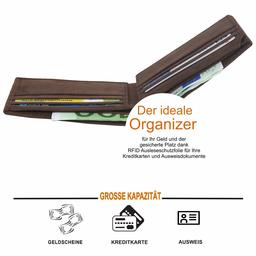 Der ideale
Organizer
für Ihr Geld und der
gesicherte Platz dank
RFID Ausleseschutzfolie für Ihre
Kreditkarten und Ausweisdokumente
GROSSE KAPAZITÄT
GELDSCHEINE
KREDITKARTE
AUSWEIS